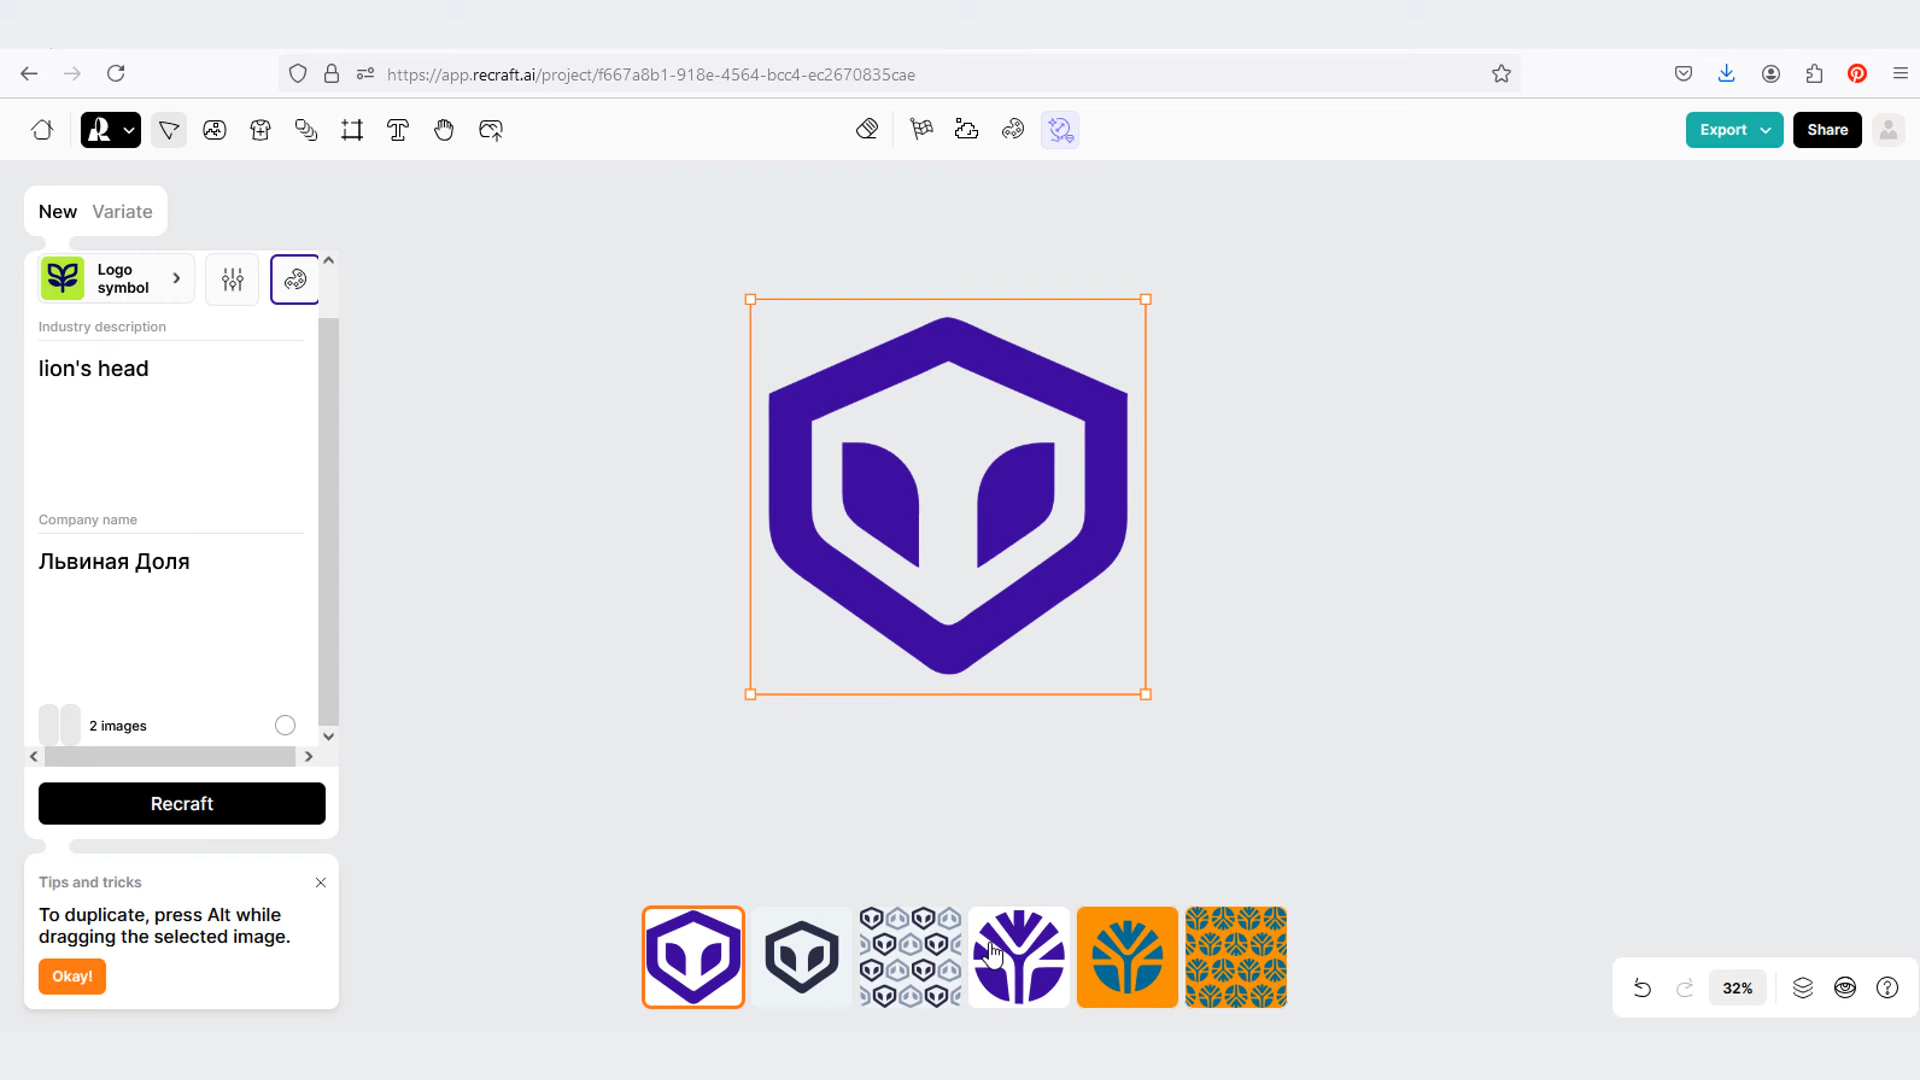 https://app.recraft.ai/project/f667a8b1-918e-4564-bcc4-ec2670835cae
Export
Share
New
Variate
Logo
symbol
Industry description
lion's head
Company name
Львиная Доля
2 images
Recraft
Tips and tricks
To duplicate, press Alt while
dragging the selected image.
Okay!
32%